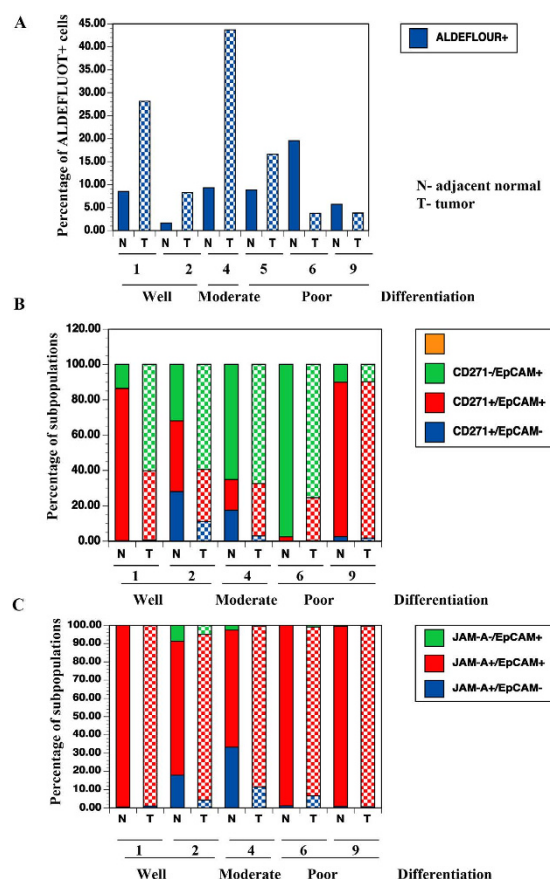 A
45.00
40.00
35.00
30.00
25.00
20.00
15.00
10.00
5.00
0.00
Percentage of ALDEFLUOT+ cells
ALDEFLOUR+
N- adjacent normal
T- tumor
N T N T N T N T N T N T
1 2 4 5 6 9
Well Moderate Poor Differentiation
B
120.00
100.00
80.00
60.00
40.00
20.00
0.00
Percentage of subpopulations
CD271-/EpCAM+
CD271+/EpCAM+
CD271+/EpCAM-
N T N T N T N T N T
1 2 4 6 9
Well Moderate Poor Differentiation
C
100.00
90.00
80.00
70.00
60.00
50.00
40.00
30.00
20.00
10.00
0.00
Percentage of subpopulations
JAM-A-/EpCAM+
JAM-A+/EpCAM+
JAM-A+/EpCAM-
N T N T N T N T N T
1 2 4 6 9
Well Moderate Poor Differentiation